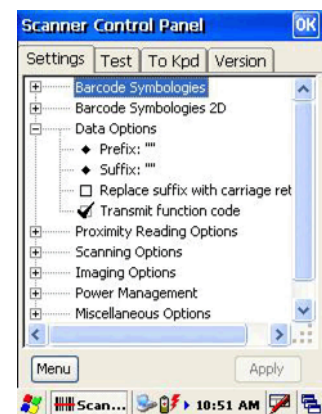 Scanner Control Panel OK
Settings Test To Kpd Version
Barcode Symbologies
Barcode Symbologies 2D
Data Options
Prefix: ""
Suffix: ""
Replace suffix with carriage ret
Transmit function code
Proximity Reading Options
Scanning Options
Imaging Options
Power Management
Miscellaneous Options
Menu Apply
Scan... 10:51 AM